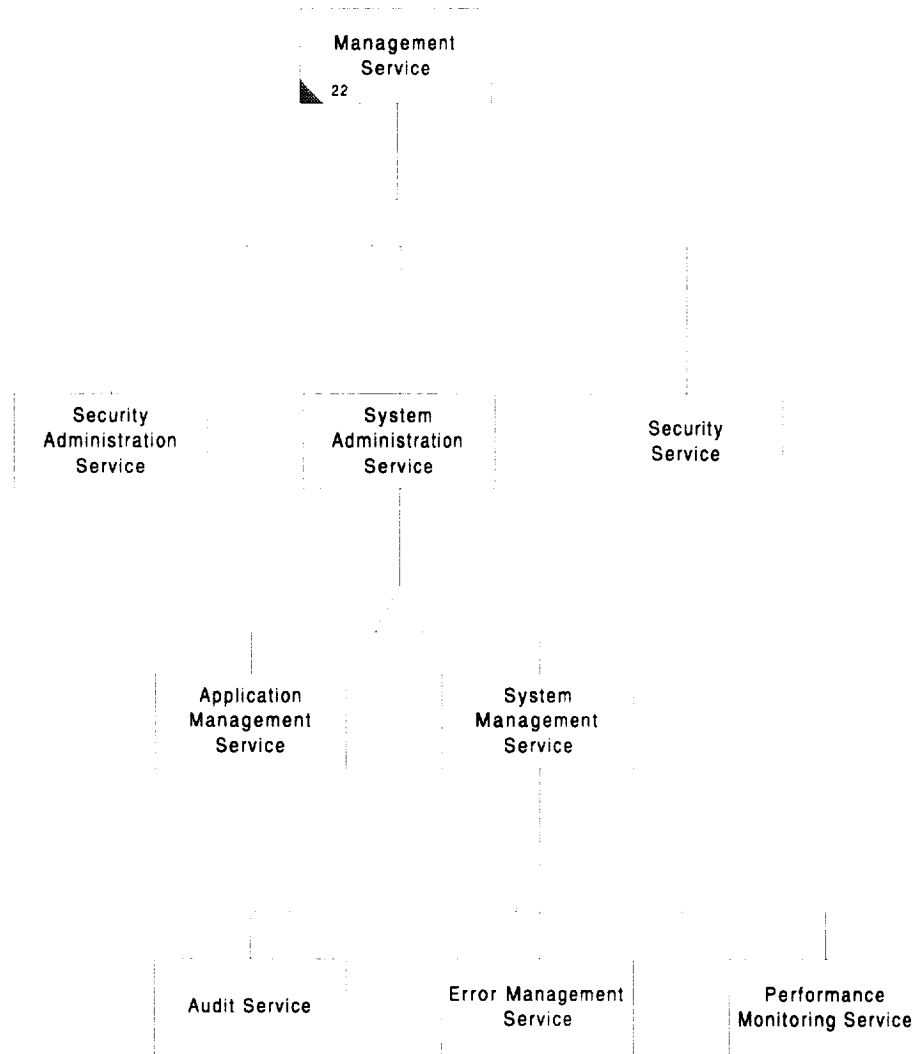 Management
Service
22
Security
Administration
Service
System
Administration
Service
Security
Service
Application
Management
Service
System
Management
Service
Audit Service
Error Management
Service
Performance
Monitoring Service